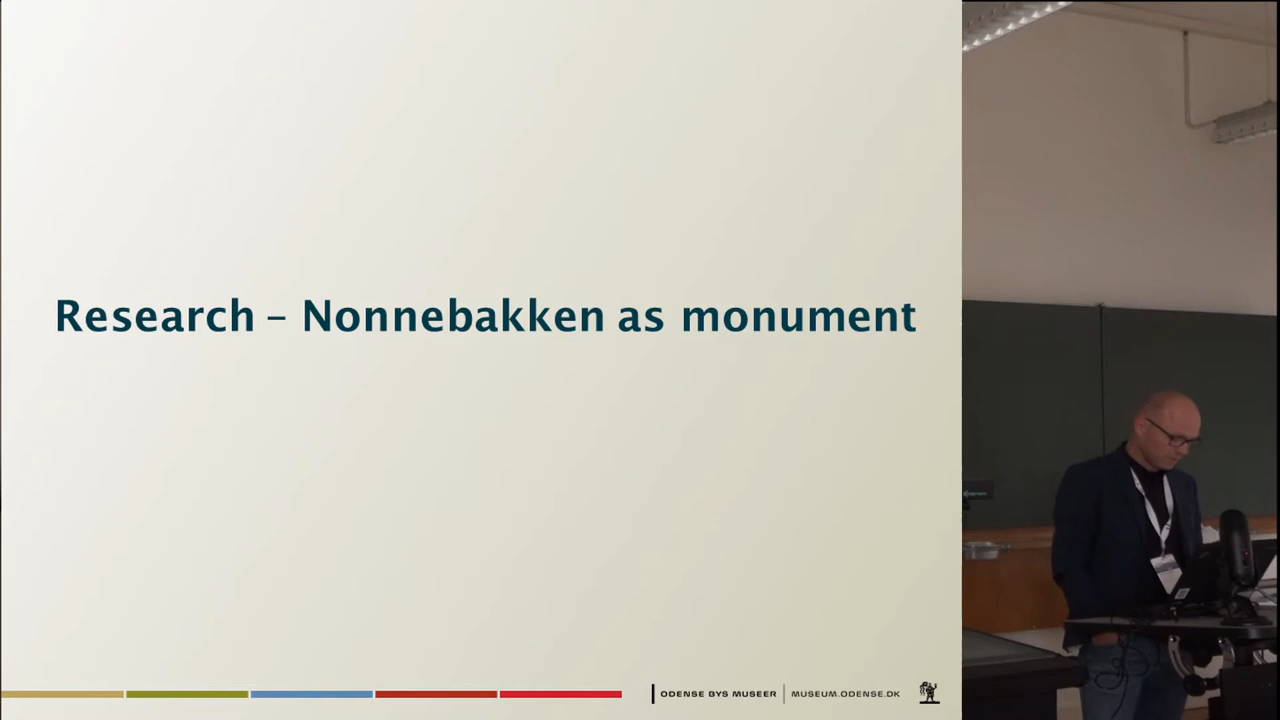 Research – Nonnebakken as monument
ODENSE BYS MUSEER | MUSEUM.ODENSE.DK